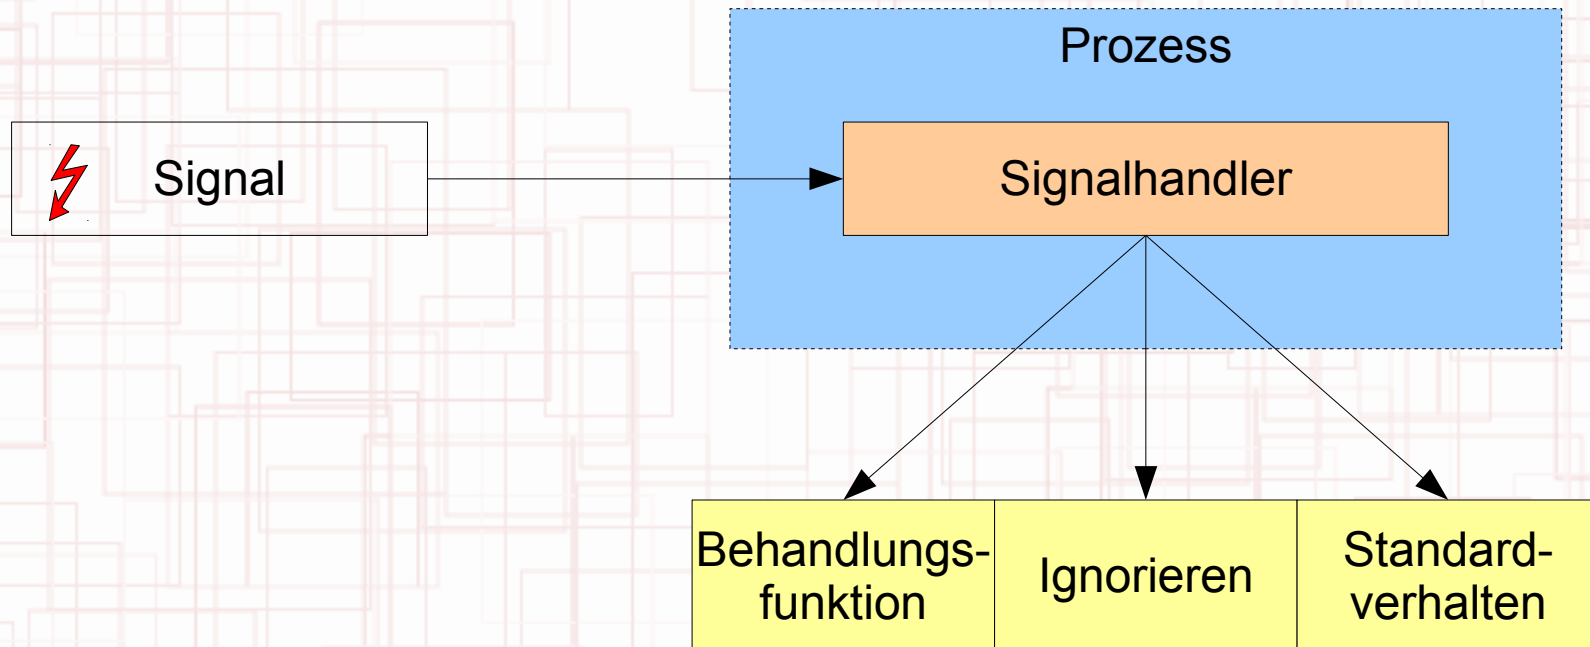 Prozess
Signal
Signalhandler
Behandlungs-
funktion
Ignorieren
Standard-
verhalten